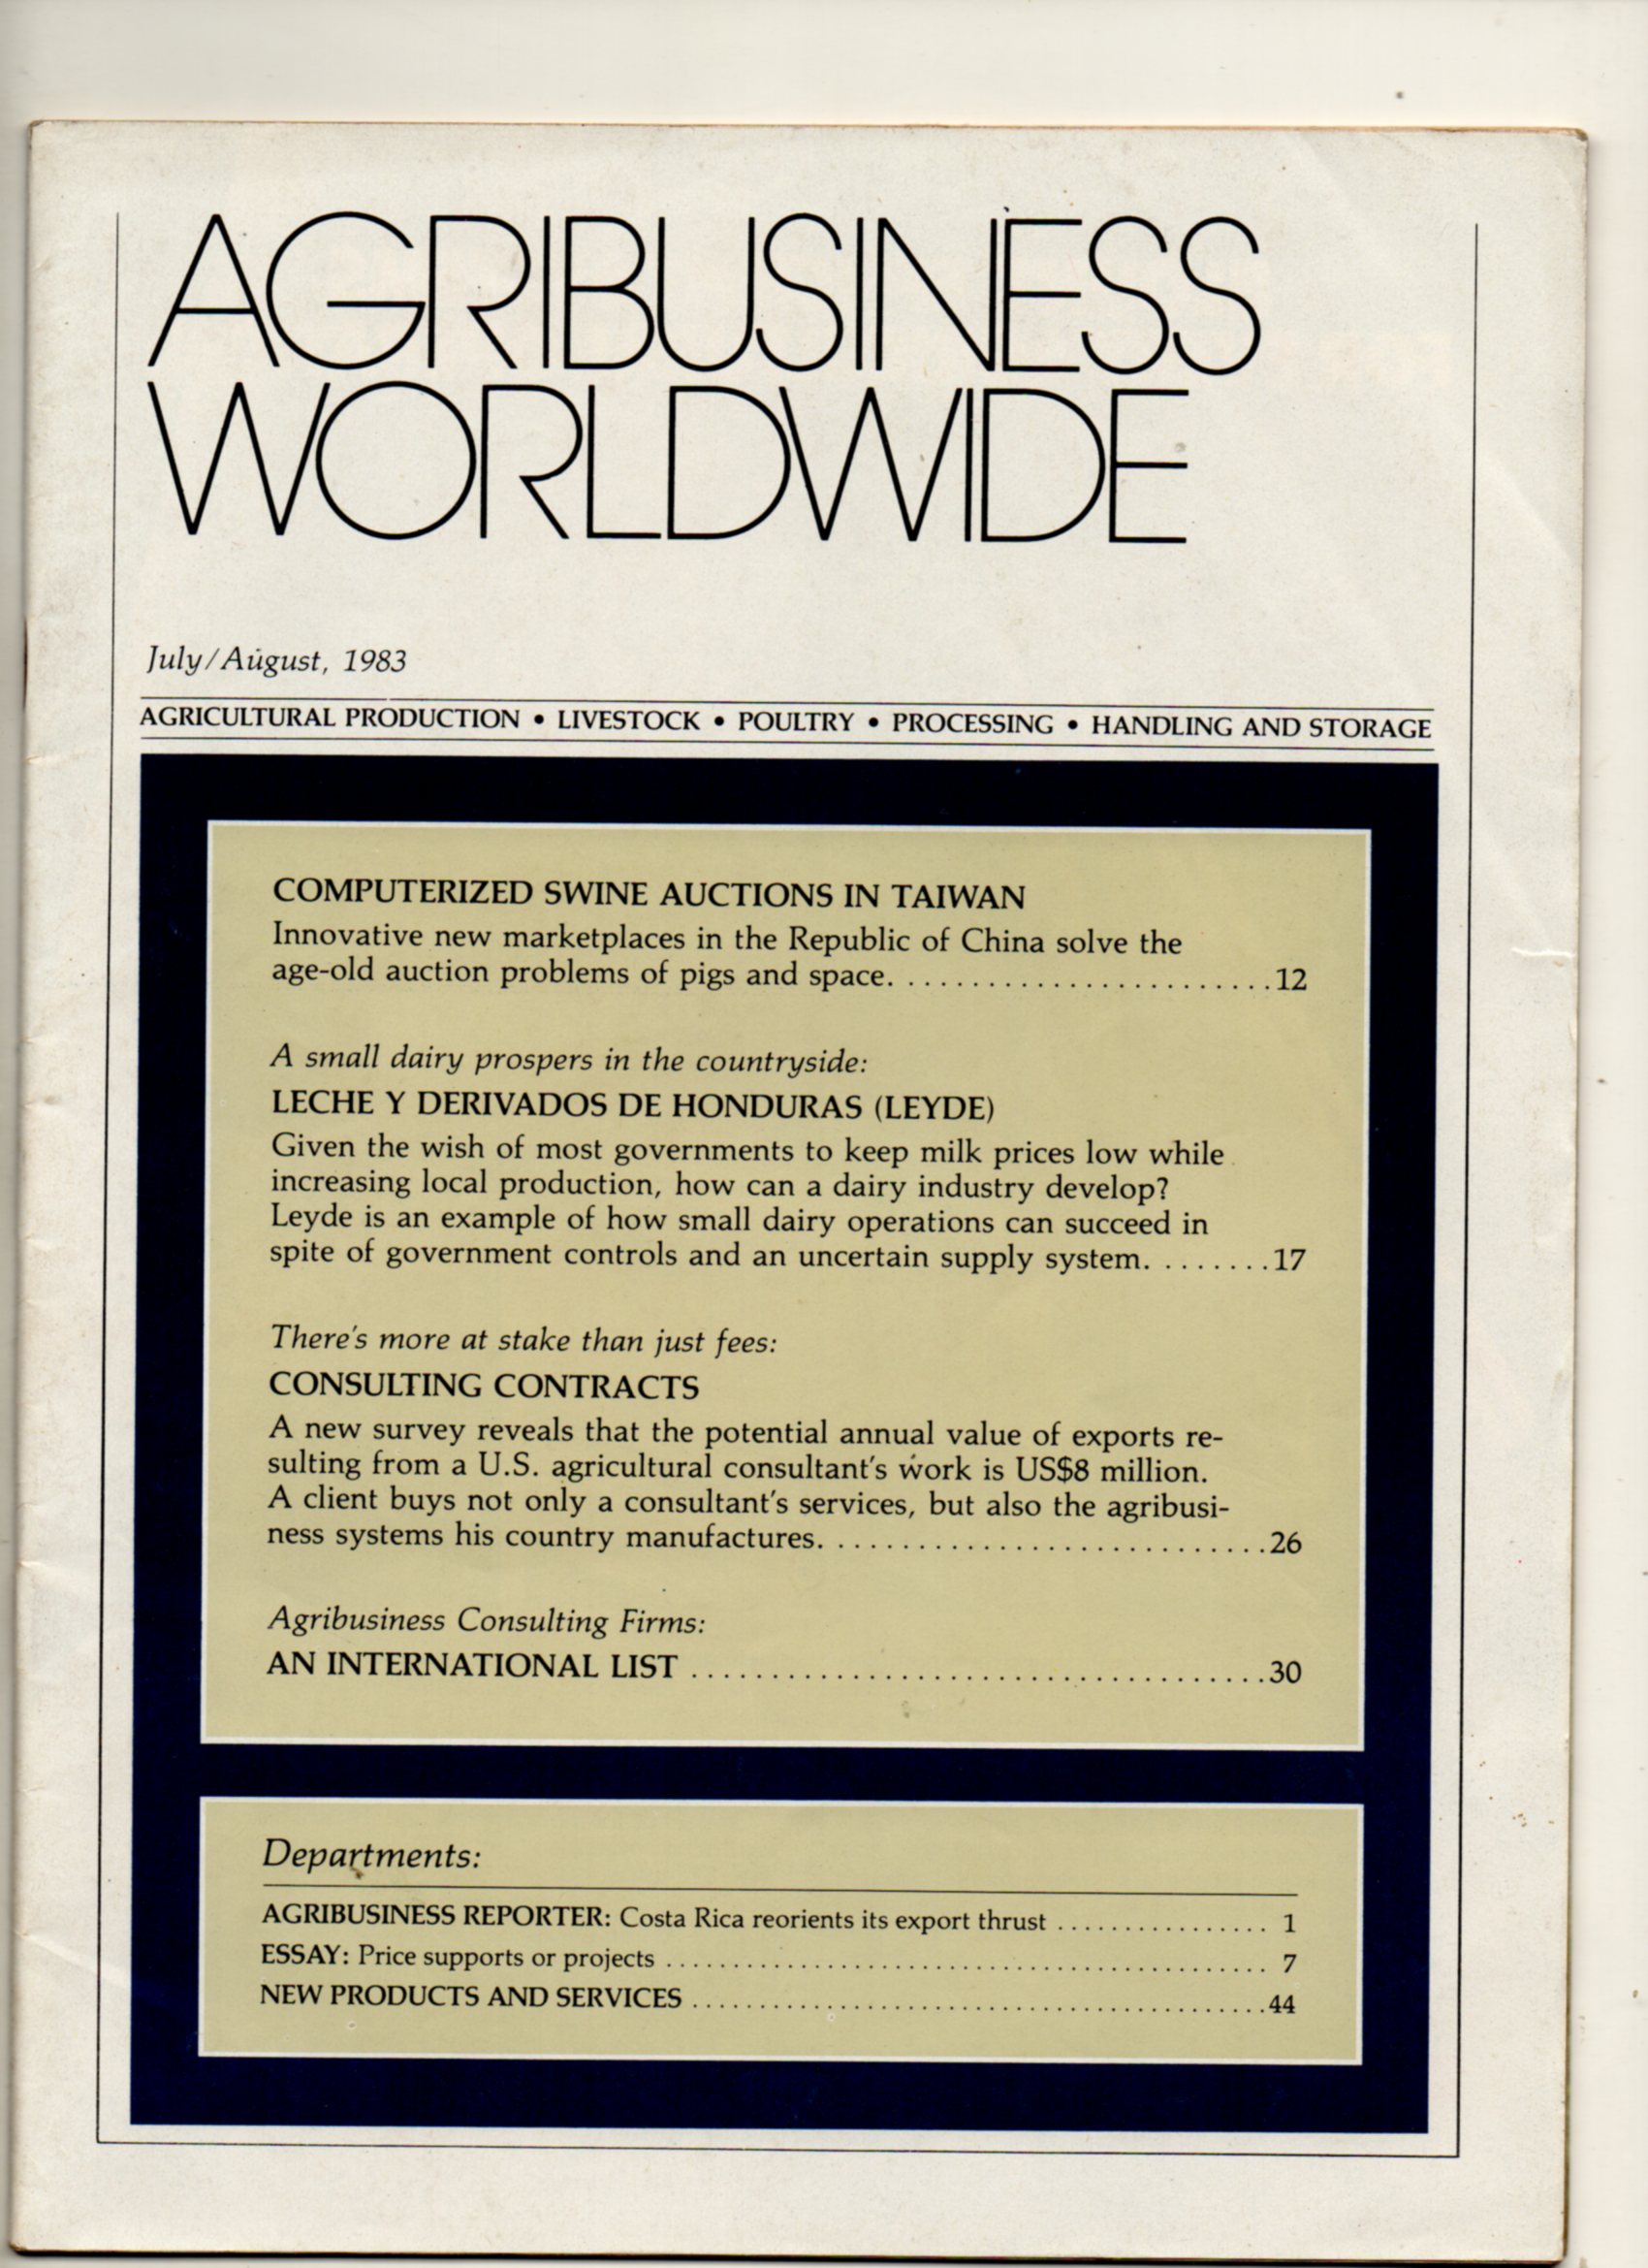 AGRIBUSINESS
WORLDWIDE
July/August, 1983
AGRICULTURAL PRODUCTION • LIVESTOCK • POULTRY • PROCESSING • HANDLING AND STORAGE
COMPUTERIZED SWINE AUCTIONS IN TAIWAN
Innovative new marketplaces in the Republic of China solve the
age-old auction problems of pigs and space. ........................12
A small dairy prospers in the countryside:
LECHE Y DERIVADOS DE HONDURAS (LEYDE)
Given the wish of most governments to keep milk prices low while
increasing local production, how can a dairy industry develop?
Leyde is an example of how small dairy operations can succeed in
spite of government controls and an uncertain supply system. .......17
There's more at stake than just fees:
CONSULTING CONTRACTS
A new survey reveals that the potential annual value of exports re-
sulting from a U.S. agricultural consultant's work is US$8 million.
A client buys not only a consultant's services, but also the agribusi-
ness systems his country manufactures. ...........................26
Agribusiness Consulting Firms:
AN INTERNATIONAL LIST ....................................30
Departments:
AGRIBUSINESS REPORTER: Costa Rica reorients its export thrust ................ 1
ESSAY: Price supports or projects .............................................. 7
NEW PRODUCTS AND SERVICES ............................................44